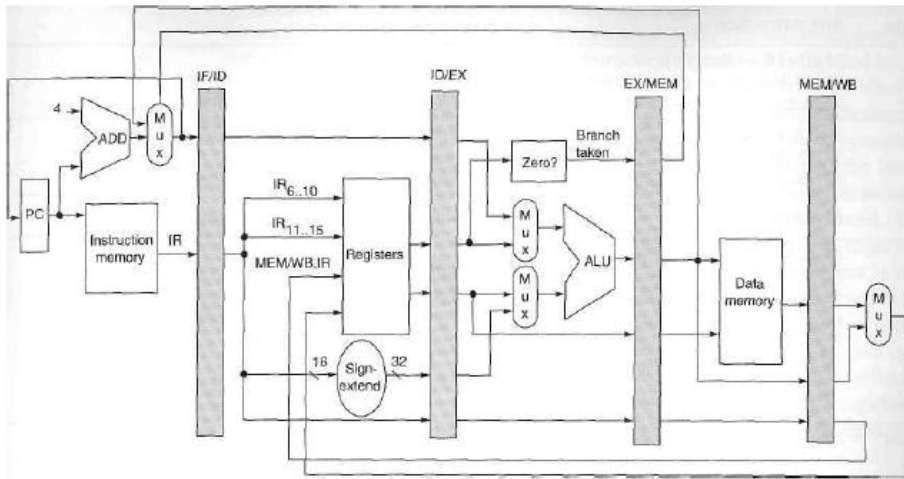 IF/ID
ID/EX
EX/MEM
MEM/WB
4
ADD
M
u
x
Branch
taken
Zero?
PC
Instruction
memory
IR
IR6..10
IR11..15
MEM/WB.IR
Registers
M
u
x
M
u
x
ALU
Data
memory
M
u
x
16
Sign-
extend
32